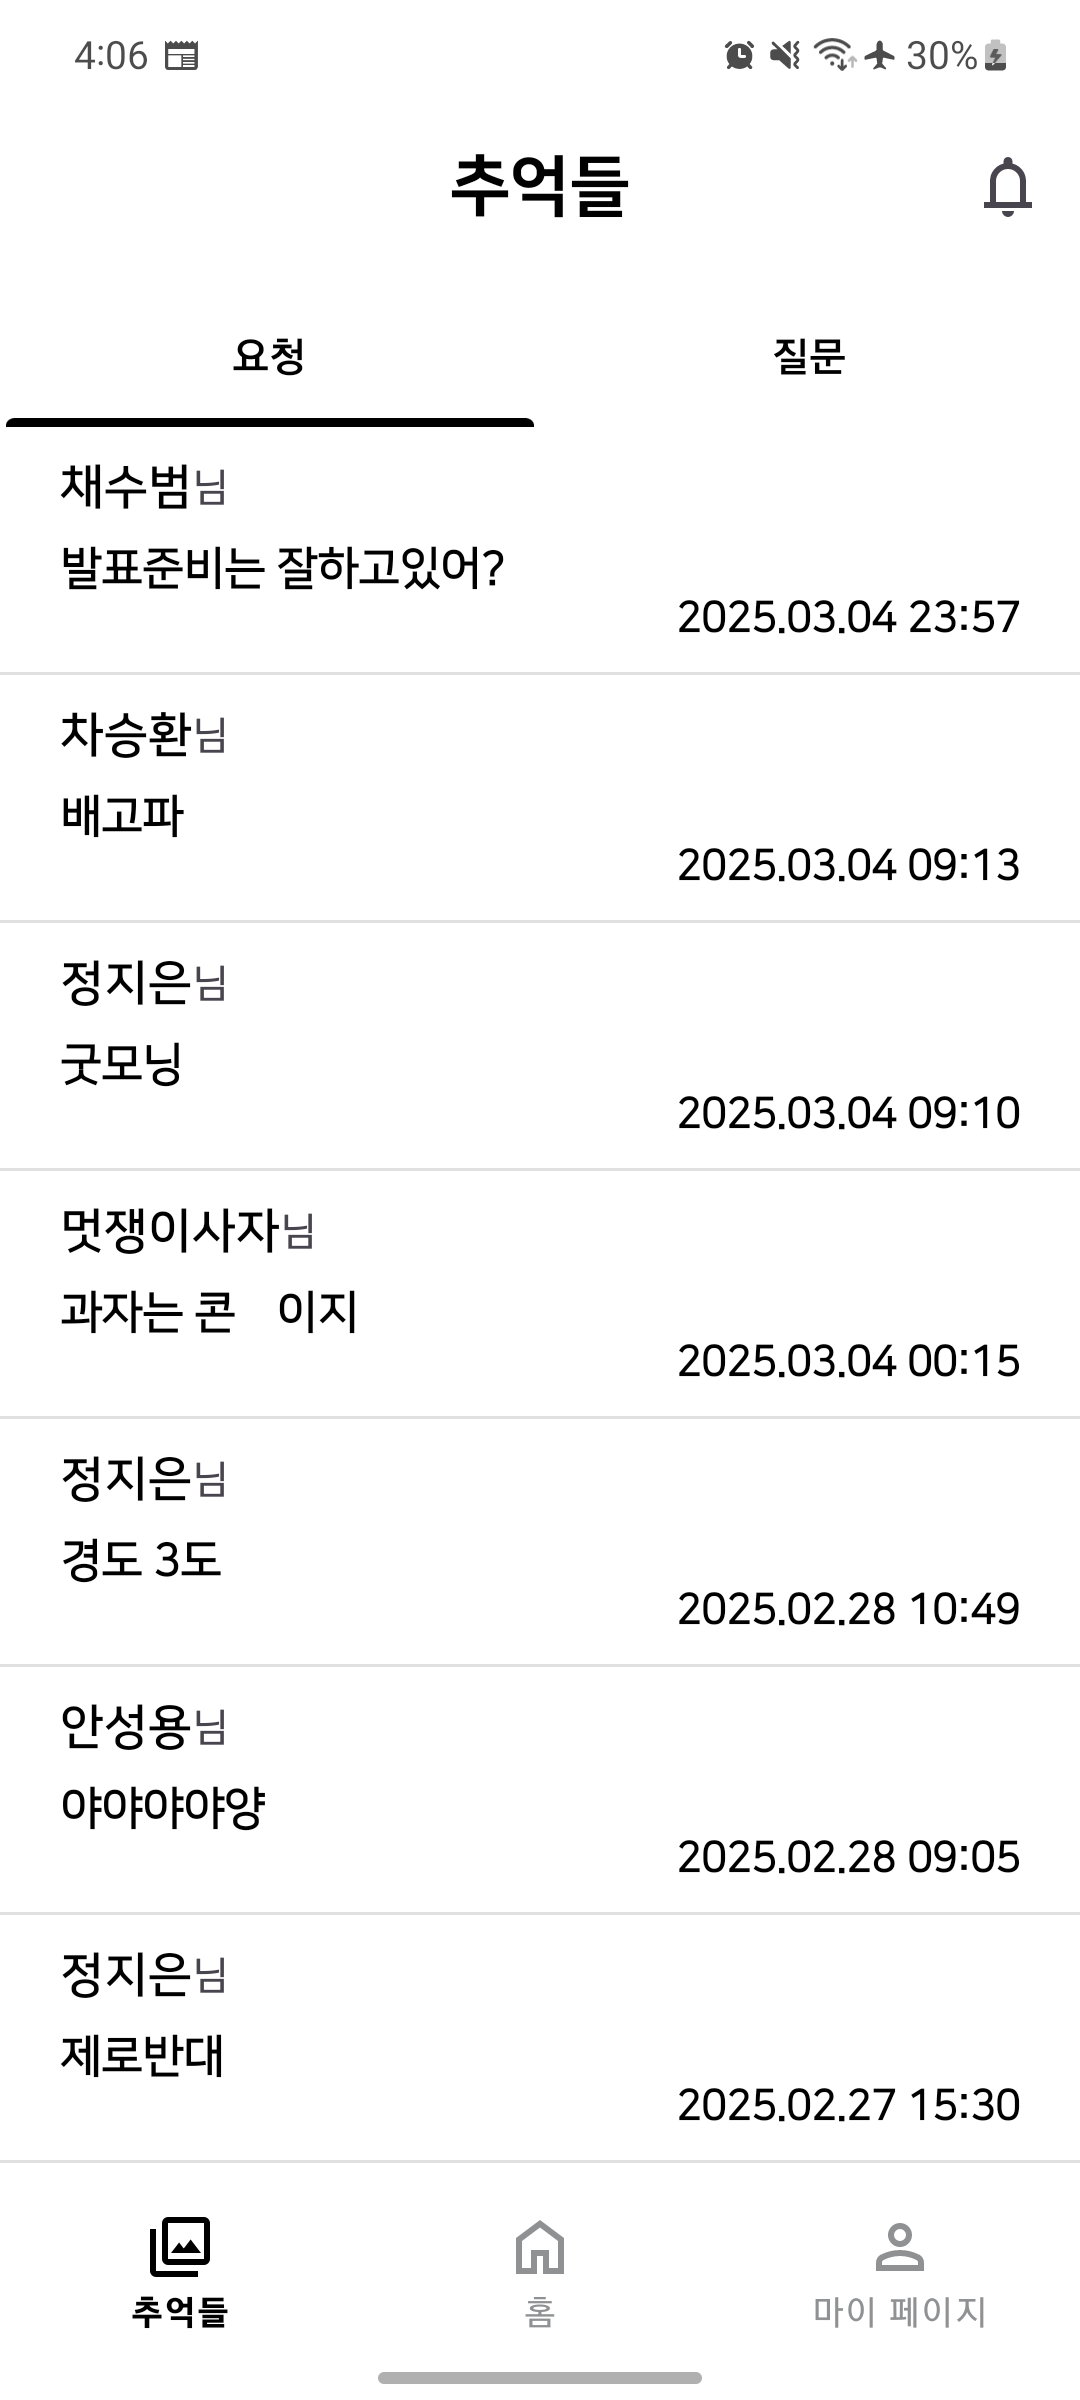 4:06 30%
추억들
요청 질문
채수범님
발표준비는 잘하고있어?
2025.03.04 23:57
차승환님
배고파
2025.03.04 09:13
정지은님
굿모닝
2025.03.04 09:10
멋쟁이사자님
과자는 콘 이지
2025.03.04 00:15
정지은님
경도 3도
2025.02.28 10:49
안성용님
야야야야양
2025.02.28 09:05
정지은님
제로반대
2025.02.27 15:30
추억들 홈 마이 페이지